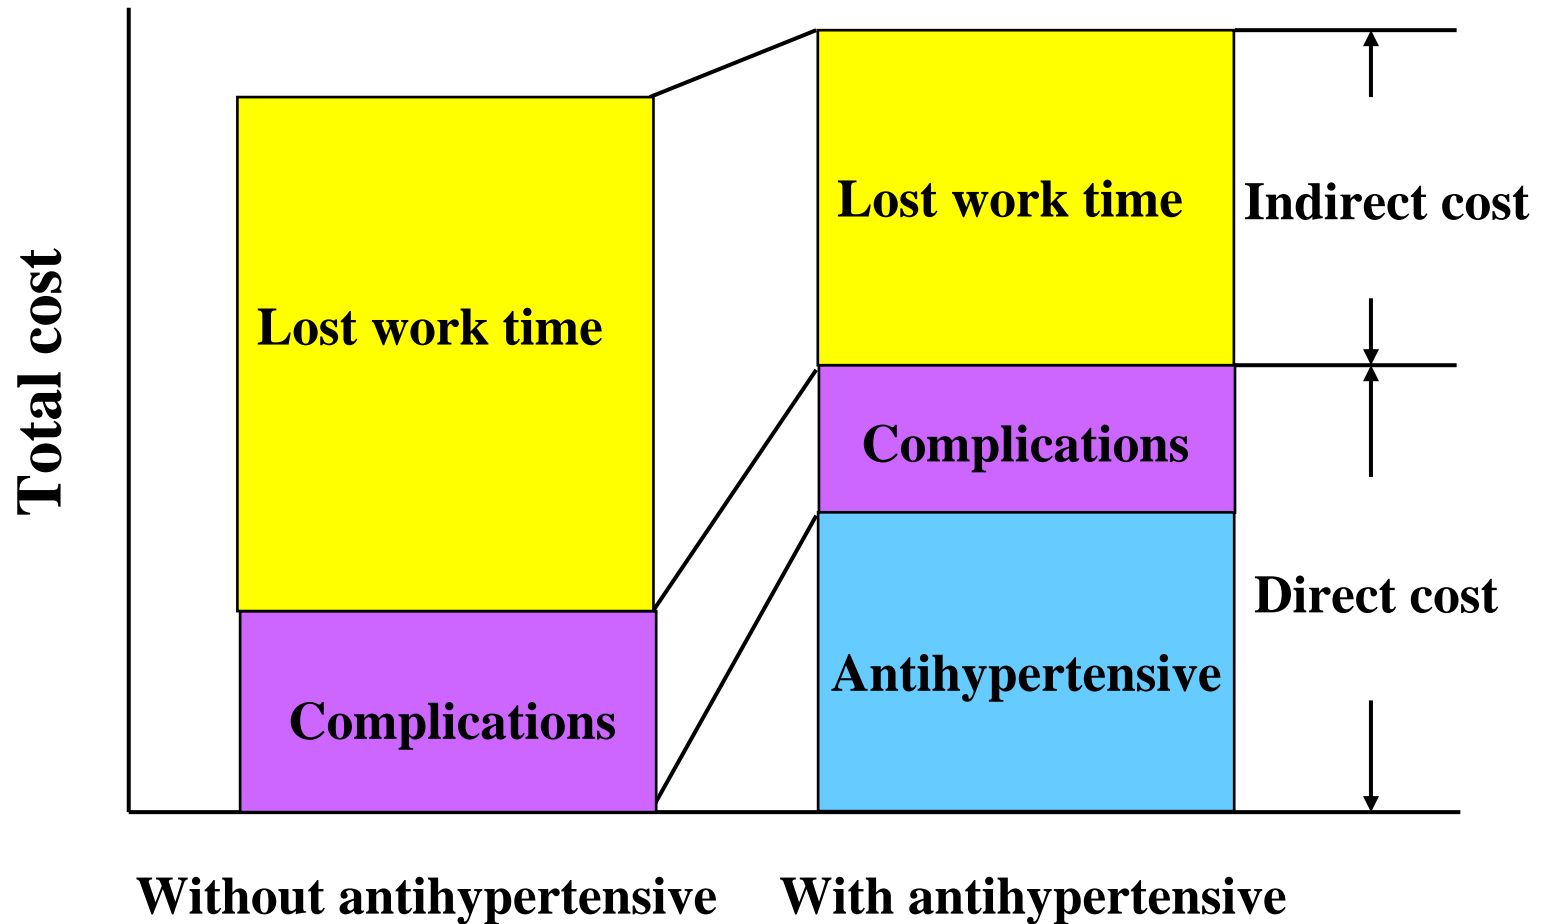 Total cost
Lost work time
Complications
Lost work time
Complications
Antihypertensive
Indirect cost
Direct cost
Without antihypertensive
With antihypertensive